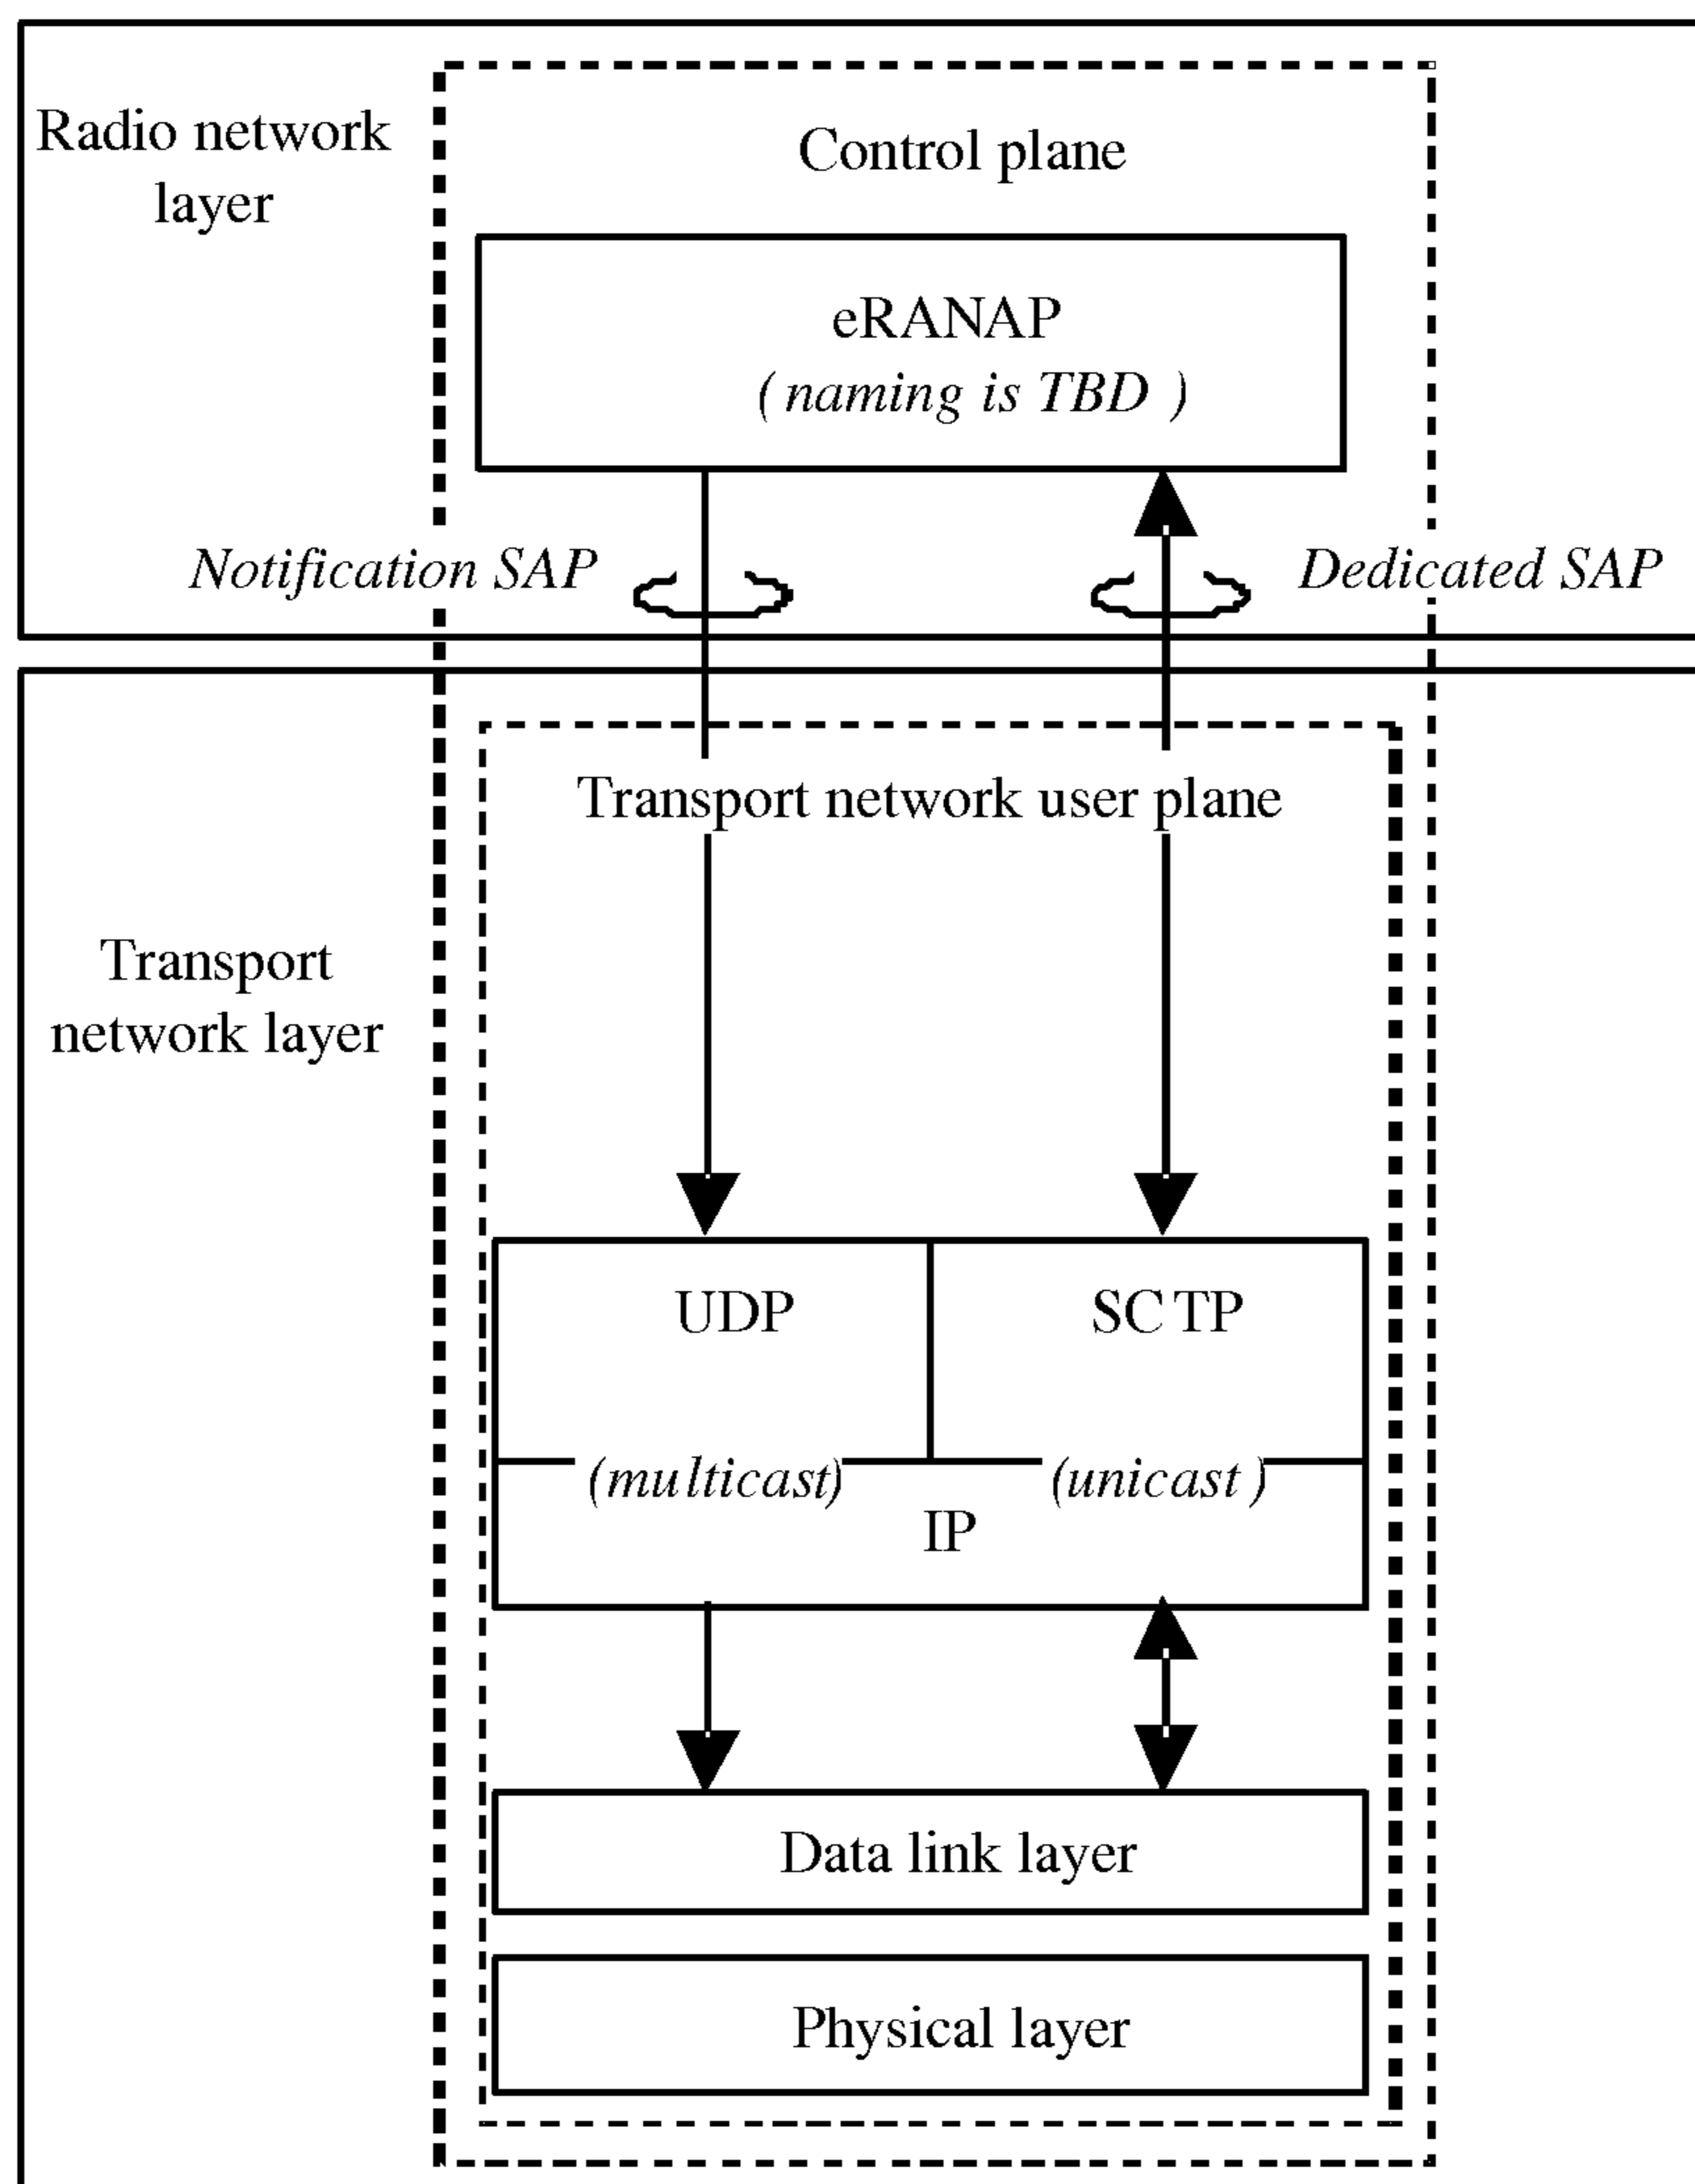 Radio network
layer
Control plane
eRANAP
(naming is TBD )
Notification SAP
Dedicated SAP
Transport network user plane
Transport
network layer
UDP
SCTP
(multicast)
(unicast )
IP
Data link layer
Physical layer